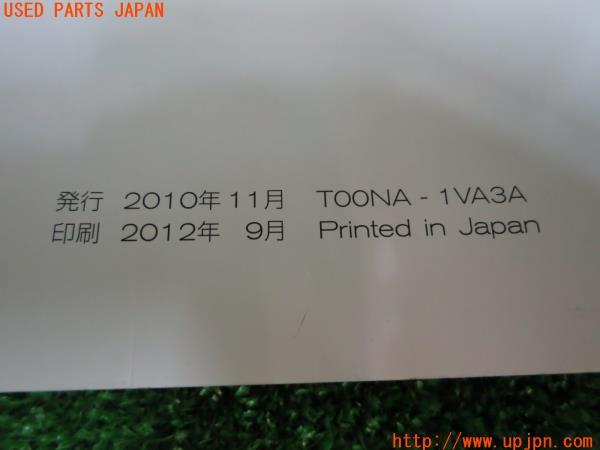 USED PARTS JAPAN
発行 2010年 11月 T00NA - 1VA3A
印刷 2012年 9月 Printed in Japan
http://www.upjpn.com/